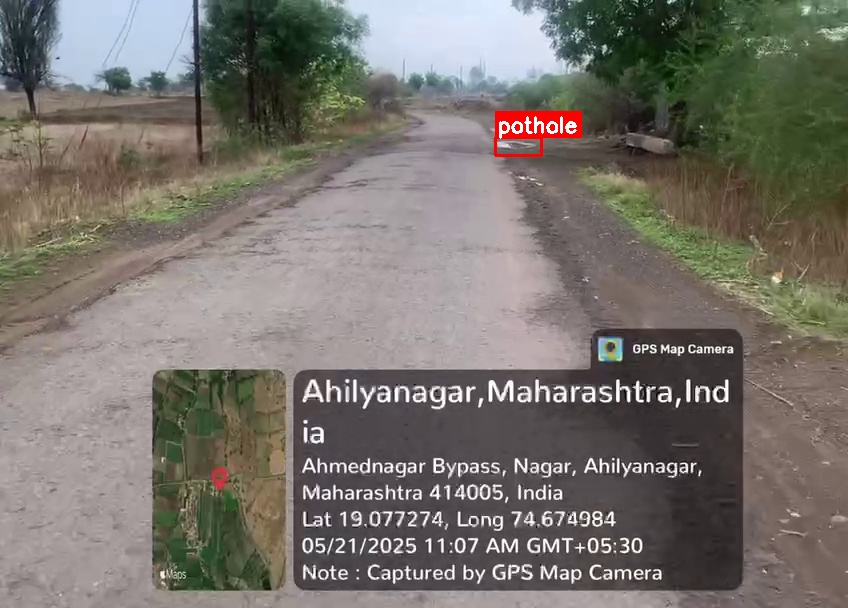 pothole
GPS Map Camera
Ahilyanagar,Maharashtra,Ind
ia
Ahmednagar Bypass, Nagar, Ahilyanagar,
Maharashtra 414005, India
Lat 19.077274, Long 74.674984
05/21/2025 11:07 AM GMT+05:30
Note : Captured by GPS Map Camera
Maps